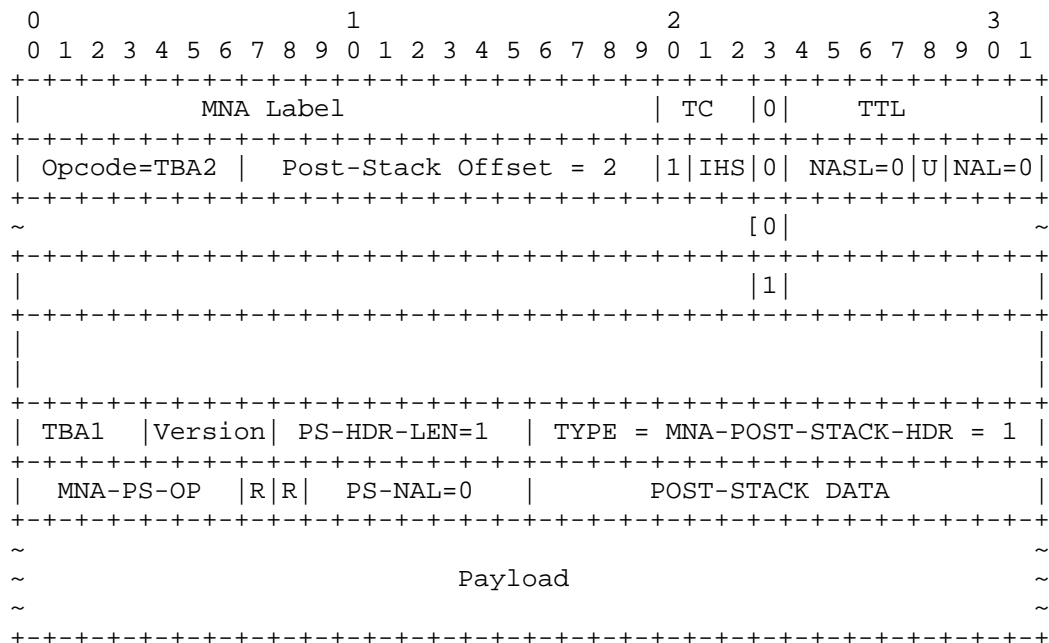 0                   1                   2                   3
 0 1 2 3 4 5 6 7 8 9 0 1 2 3 4 5 6 7 8 9 0 1 2 3 4 5 6 7 8 9 0 1
+-+-+-+-+-+-+-+-+-+-+-+-+-+-+-+-+-+-+-+-+-+-+-+-+-+-+-+-+-+-+-+-+
|           MNA Label                   | TC  |0|    TTL        |
+-+-+-+-+-+-+-+-+-+-+-+-+-+-+-+-+-+-+-+-+-+-+-+-+-+-+-+-+-+-+-+-+
| Opcode=TBA2 |  Post-Stack Offset = 2  |1|IHS|0| NASL=0|U|NAL=0|
+-+-+-+-+-+-+-+-+-+-+-+-+-+-+-+-+-+-+-+-+-+-+-+-+-+-+-+-+-+-+-+-+
~                                             [0|               ~
+-+-+-+-+-+-+-+-+-+-+-+-+-+-+-+-+-+-+-+-+-+-+-+-+-+-+-+-+-+-+-+-+
|                                             |1|               |
+-+-+-+-+-+-+-+-+-+-+-+-+-+-+-+-+-+-+-+-+-+-+-+-+-+-+-+-+-+-+-+-+
|                                                               |
|                                                               |
+-+-+-+-+-+-+-+-+-+-+-+-+-+-+-+-+-+-+-+-+-+-+-+-+-+-+-+-+-+-+-+-+
| TBA1  |Version| PS-HDR-LEN=1  | TYPE = MNA-POST-STACK-HDR = 1 |
+-+-+-+-+-+-+-+-+-+-+-+-+-+-+-+-+-+-+-+-+-+-+-+-+-+-+-+-+-+-+-+-+
|  MNA-PS-OP  |R|R|  PS-NAL=0   |       POST-STACK DATA         |
+-+-+-+-+-+-+-+-+-+-+-+-+-+-+-+-+-+-+-+-+-+-+-+-+-+-+-+-+-+-+-+-+
~                                                               ~
~                           Payload                             ~
~                                                               ~
+-+-+-+-+-+-+-+-+-+-+-+-+-+-+-+-+-+-+-+-+-+-+-+-+-+-+-+-+-+-+-+-+